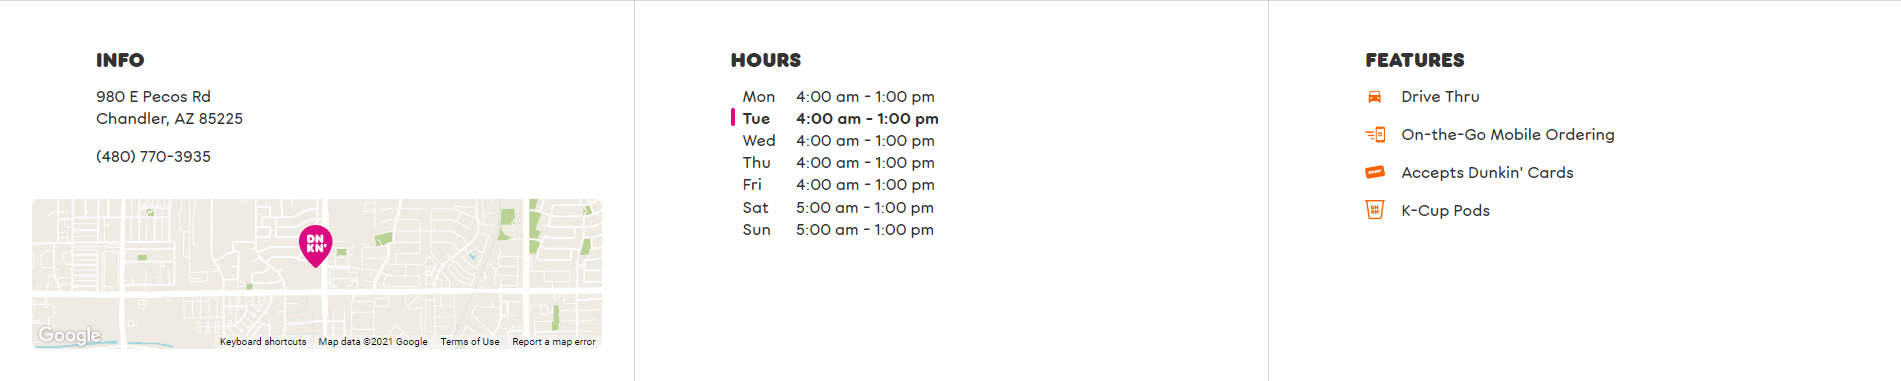 INFO
980 E Pecos Rd
Chandler, AZ 85225
(480) 770-3935
DN
KN'
Google
Keyboard shortcuts
Map data ©2021 Google
Terms of Use
Report a map error
HOURS
Mon 4:00 am - 1:00 pm
Tue 4:00 am - 1:00 pm
Wed 4:00 am - 1:00 pm
Thu 4:00 am - 1:00 pm
Fri 4:00 am - 1:00 pm
Sat 5:00 am - 1:00 pm
Sun 5:00 am - 1:00 pm
FEATURES
Drive Thru
On-the-Go Mobile Ordering
Accepts Dunkin' Cards
K-Cup Pods